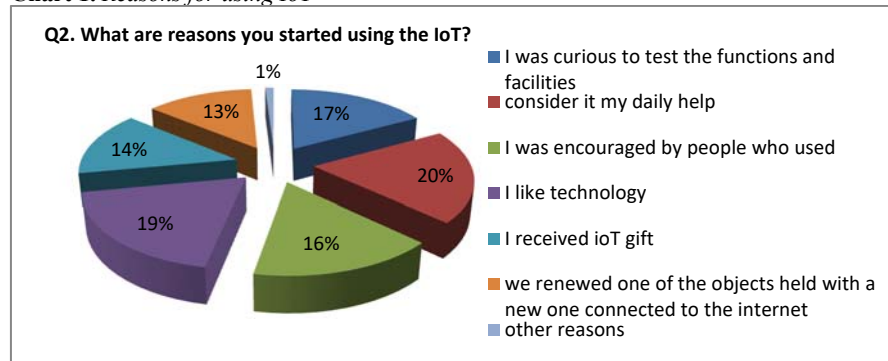 Q2. What are reasons you started using the IoT?
1%
17%
13%
14%
20%
19%
16%
I was curious to test the functions and
facilities
consider it my daily help
I was encouraged by people who used
I like technology
I received ioT gift
we renewed one of the objects held with a
new one connected to the internet
other reasons